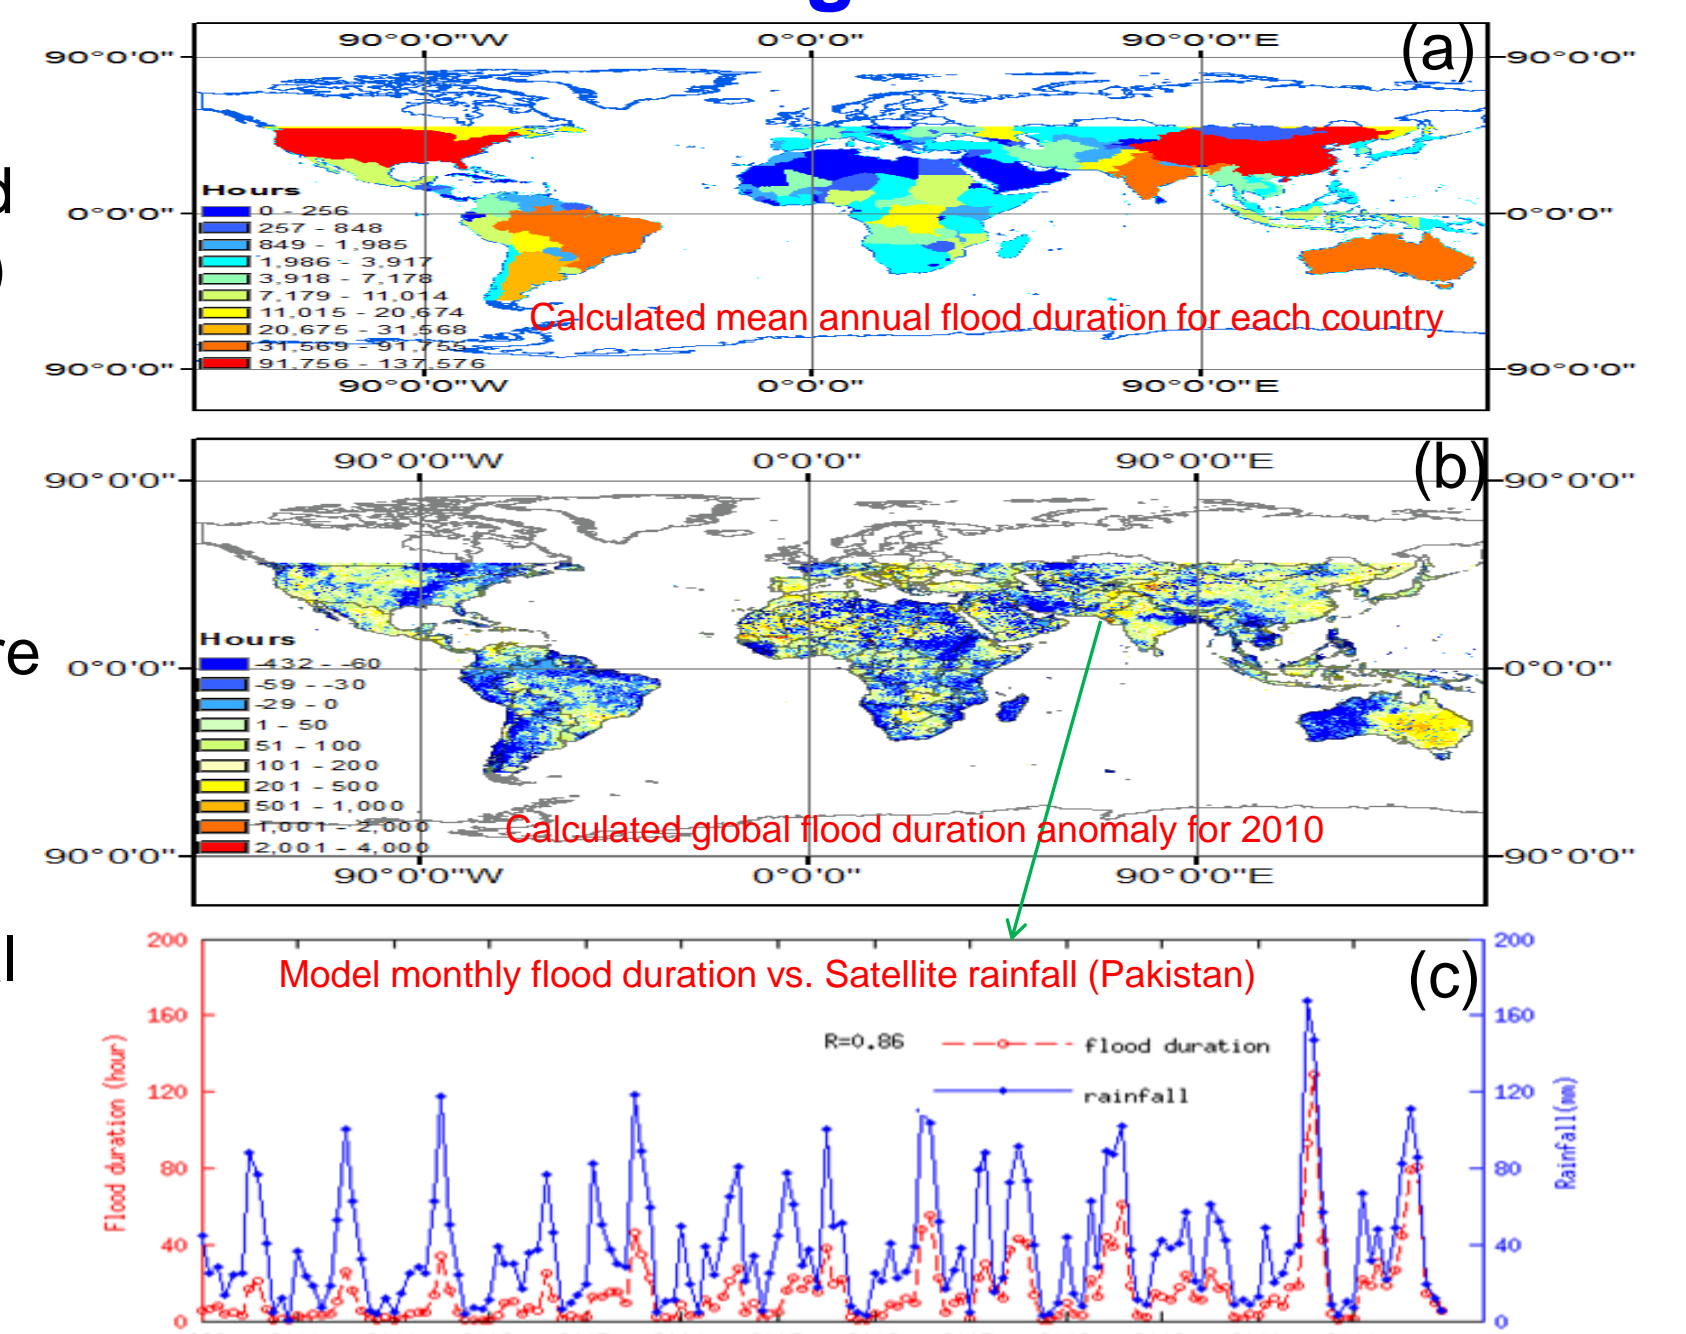 g
d
)
re
al
(a)
90°0'0"W 0°0'0" 90°0'0"E
90°0'0" 90°0'0"
Hours
0 - 256
257 - 848
849 - 1,985
1,986 - 3,917
3,918 - 7,178
7,179 - 11,014
11,015 - 20,674
20,675 - 31,568
31,569 - 91,755
91,756 - 137,576
0°0'0" 0°0'0"
Calculated mean annual flood duration for each country
90°0'0" 90°0'0"
90°0'0"W 0°0'0" 90°0'0"E
(b)
90°0'0"W 0°0'0" 90°0'0"E
90°0'0" 90°0'0"
Hours
-432 - -60
-59 - -30
-29 - 0
1 - 50
51 - 100
101 - 200
201 - 500
501 - 1,000
1,001 - 2,000
2,001 - 4,000
0°0'0" 0°0'0"
Calculated global flood duration anomaly for 2010
90°0'0" 90°0'0"
90°0'0"W 0°0'0" 90°0'0"E
(c)
Model monthly flood duration vs. Satellite rainfall (Pakistan)
R=0.86
flood duration
rainfall
Flood duration (hour)
200
160
120
80
40
0
Rainfall(mm)
200
160
120
80
40
0